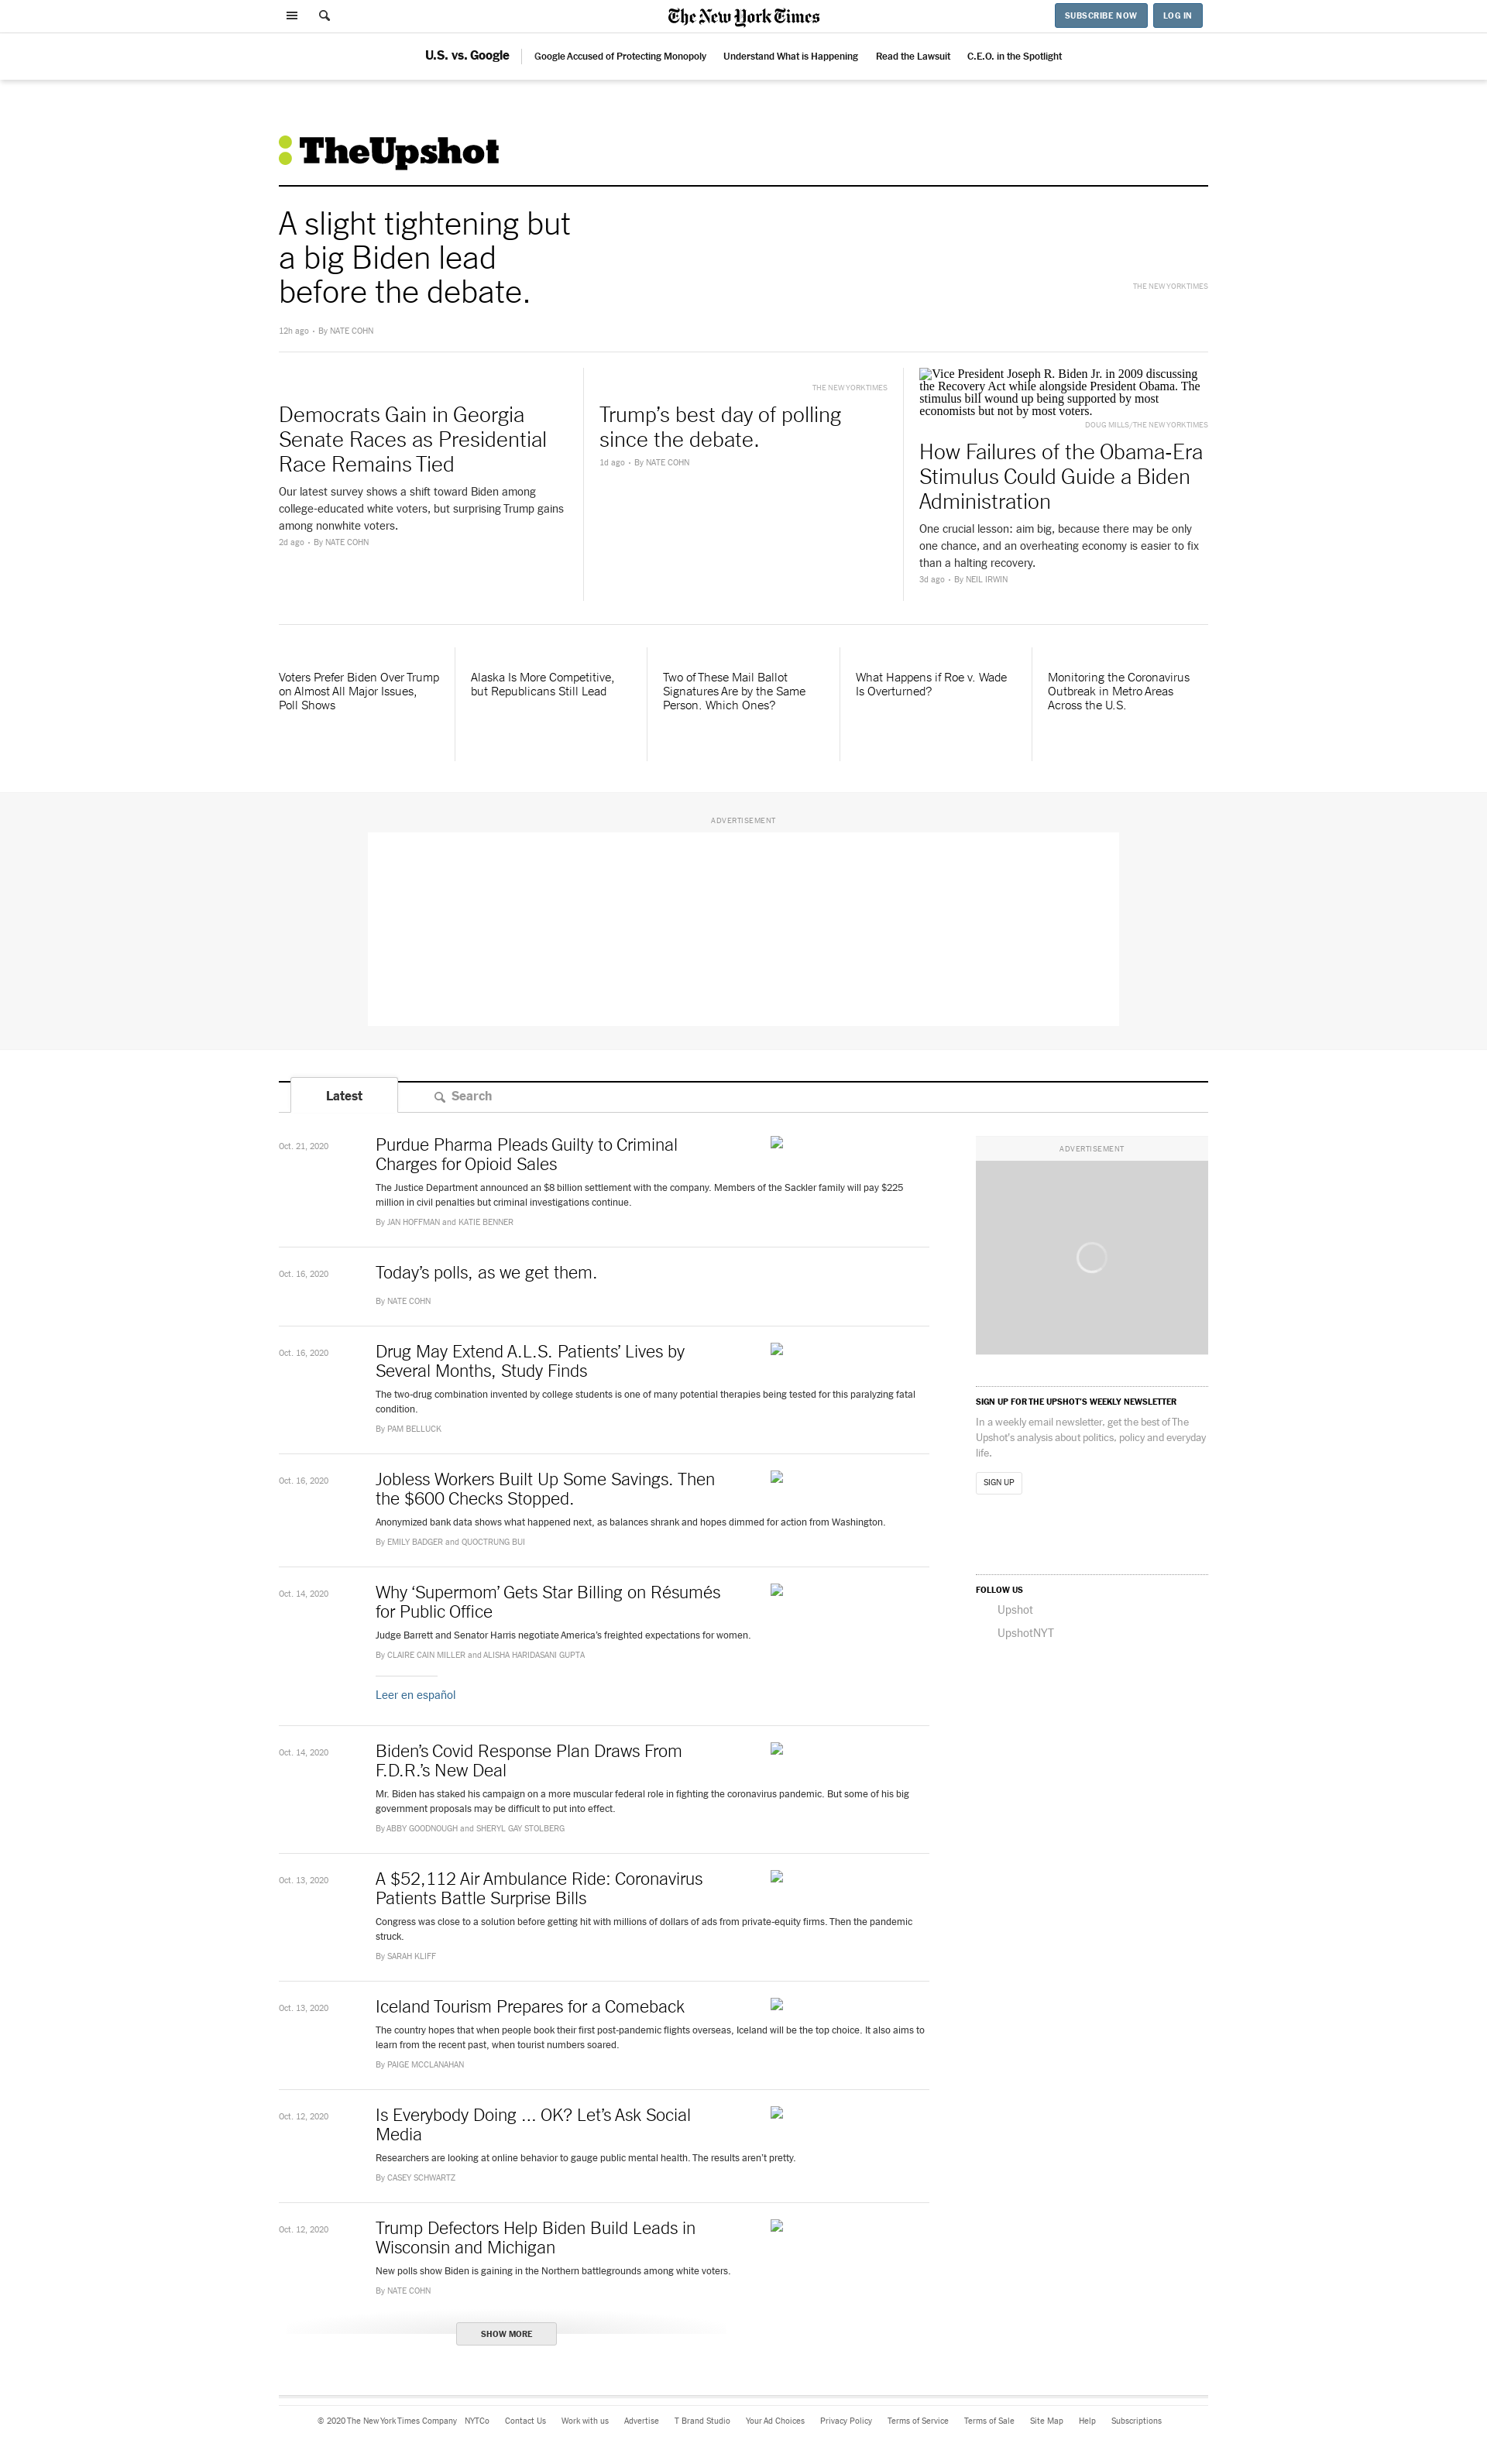 The New York Times
SUBSCRIBE NOW
LOG IN
U.S. vs. Google
Google Accused of Protecting Monopoly
Understand What is Happening
Read the Lawsuit
C.E.O. in the Spotlight
TheUpshot
A slight tightening but
a big Biden lead
before the debate.
THE NEW YORK TIMES
12h ago • By NATE COHN
Democrats Gain in Georgia
Senate Races as Presidential
Race Remains Tied
Our latest survey shows a shift toward Biden among
college-educated white voters, but surprising Trump gains
among nonwhite voters.
2d ago • By NATE COHN
THE NEW YORK TIMES
Trump’s best day of polling
since the debate.
1d ago • By NATE COHN
Vice President Joseph R. Biden Jr. in 2009 discussing
the Recovery Act while alongside President Obama. The
stimulus bill wound up being supported by most
economists but not by most voters.
DOUG MILLS/THE NEW YORK TIMES
How Failures of the Obama-Era
Stimulus Could Guide a Biden
Administration
One crucial lesson: aim big, because there may be only
one chance, and an overheating economy is easier to fix
than a halting recovery.
3d ago • By NEIL IRWIN
Voters Prefer Biden Over Trump
on Almost All Major Issues,
Poll Shows
Alaska Is More Competitive,
but Republicans Still Lead
Two of These Mail Ballot
Signatures Are by the Same
Person. Which Ones?
What Happens if Roe v. Wade
Is Overturned?
Monitoring the Coronavirus
Outbreak in Metro Areas
Across the U.S.
ADVERTISEMENT
Latest
Search
Oct. 21, 2020
Purdue Pharma Pleads Guilty to Criminal
Charges for Opioid Sales
The Justice Department announced an $8 billion settlement with the company. Members of the Sackler family will pay $225
million in civil penalties but criminal investigations continue.
By JAN HOFFMAN and KATIE BENNER
Oct. 16, 2020
Today’s polls, as we get them.
By NATE COHN
Oct. 16, 2020
Drug May Extend A.L.S. Patients’ Lives by
Several Months, Study Finds
The two-drug combination invented by college students is one of many potential therapies being tested for this paralyzing fatal
condition.
By PAM BELLUCK
Oct. 16, 2020
Jobless Workers Built Up Some Savings. Then
the $600 Checks Stopped.
Anonymized bank data shows what happened next, as balances shrank and hopes dimmed for action from Washington.
By EMILY BADGER and QUOCTRUNG BUI
Oct. 14, 2020
Why ‘Supermom’ Gets Star Billing on Résumés
for Public Office
Judge Barrett and Senator Harris negotiate America’s freighted expectations for women.
By CLAIRE CAIN MILLER and ALISHA HARIDASANI GUPTA
Leer en español
Oct. 14, 2020
Biden’s Covid Response Plan Draws From
F.D.R.’s New Deal
Mr. Biden has staked his campaign on a more muscular federal role in fighting the coronavirus pandemic. But some of his big
government proposals may be difficult to put into effect.
By ABBY GOODNOUGH and SHERYL GAY STOLBERG
Oct. 13, 2020
A $52,112 Air Ambulance Ride: Coronavirus
Patients Battle Surprise Bills
Congress was close to a solution before getting hit with millions of dollars of ads from private-equity firms. Then the pandemic
struck.
By SARAH KLIFF
Oct. 13, 2020
Iceland Tourism Prepares for a Comeback
The country hopes that when people book their first post-pandemic flights overseas, Iceland will be the top choice. It also aims to
learn from the recent past, when tourist numbers soared.
By PAIGE MCCLANAHAN
Oct. 12, 2020
Is Everybody Doing ... OK? Let’s Ask Social
Media
Researchers are looking at online behavior to gauge public mental health. The results aren’t pretty.
By CASEY SCHWARTZ
Oct. 12, 2020
Trump Defectors Help Biden Build Leads in
Wisconsin and Michigan
New polls show Biden is gaining in the Northern battlegrounds among white voters.
By NATE COHN
SHOW MORE
ADVERTISEMENT
SIGN UP FOR THE UPSHOT’S WEEKLY NEWSLETTER
In a weekly email newsletter, get the best of The
Upshot’s analysis about politics, policy and everyday
life.
SIGN UP
FOLLOW US
Upshot
UpshotNYT
© 2020 The New York Times Company NYTCo Contact Us Work with us Advertise T Brand Studio Your Ad Choices Privacy Policy Terms of Service Terms of Sale Site Map Help Subscriptions